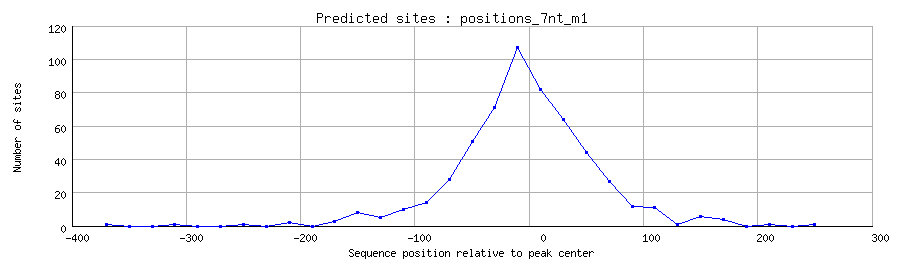 Predicted sites : positions_7nt_m1
120
100
80
60
40
20
0
Number of sites
-400 -300 -200 -100 0 100 200 300
Sequence position relative to peak center